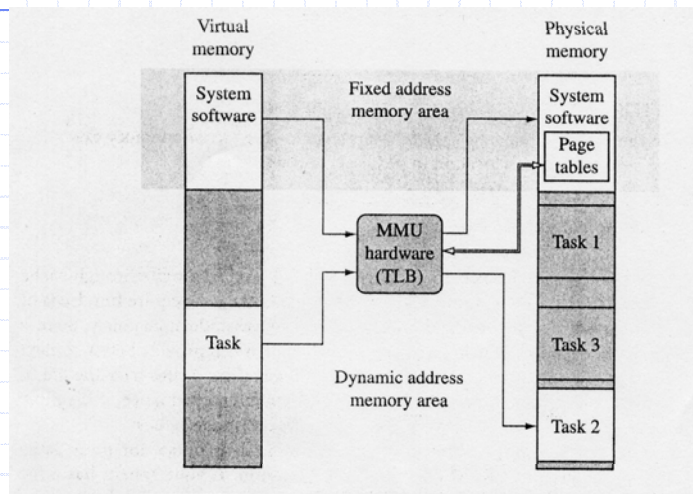 Virtual
memory
Physical
memory
System
software
Fixed address
memory area
System
software
Page
tables
MMU
hardware
(TLB)
Task 1
Task
Task 3
Dynamic address
memory area
Task 2